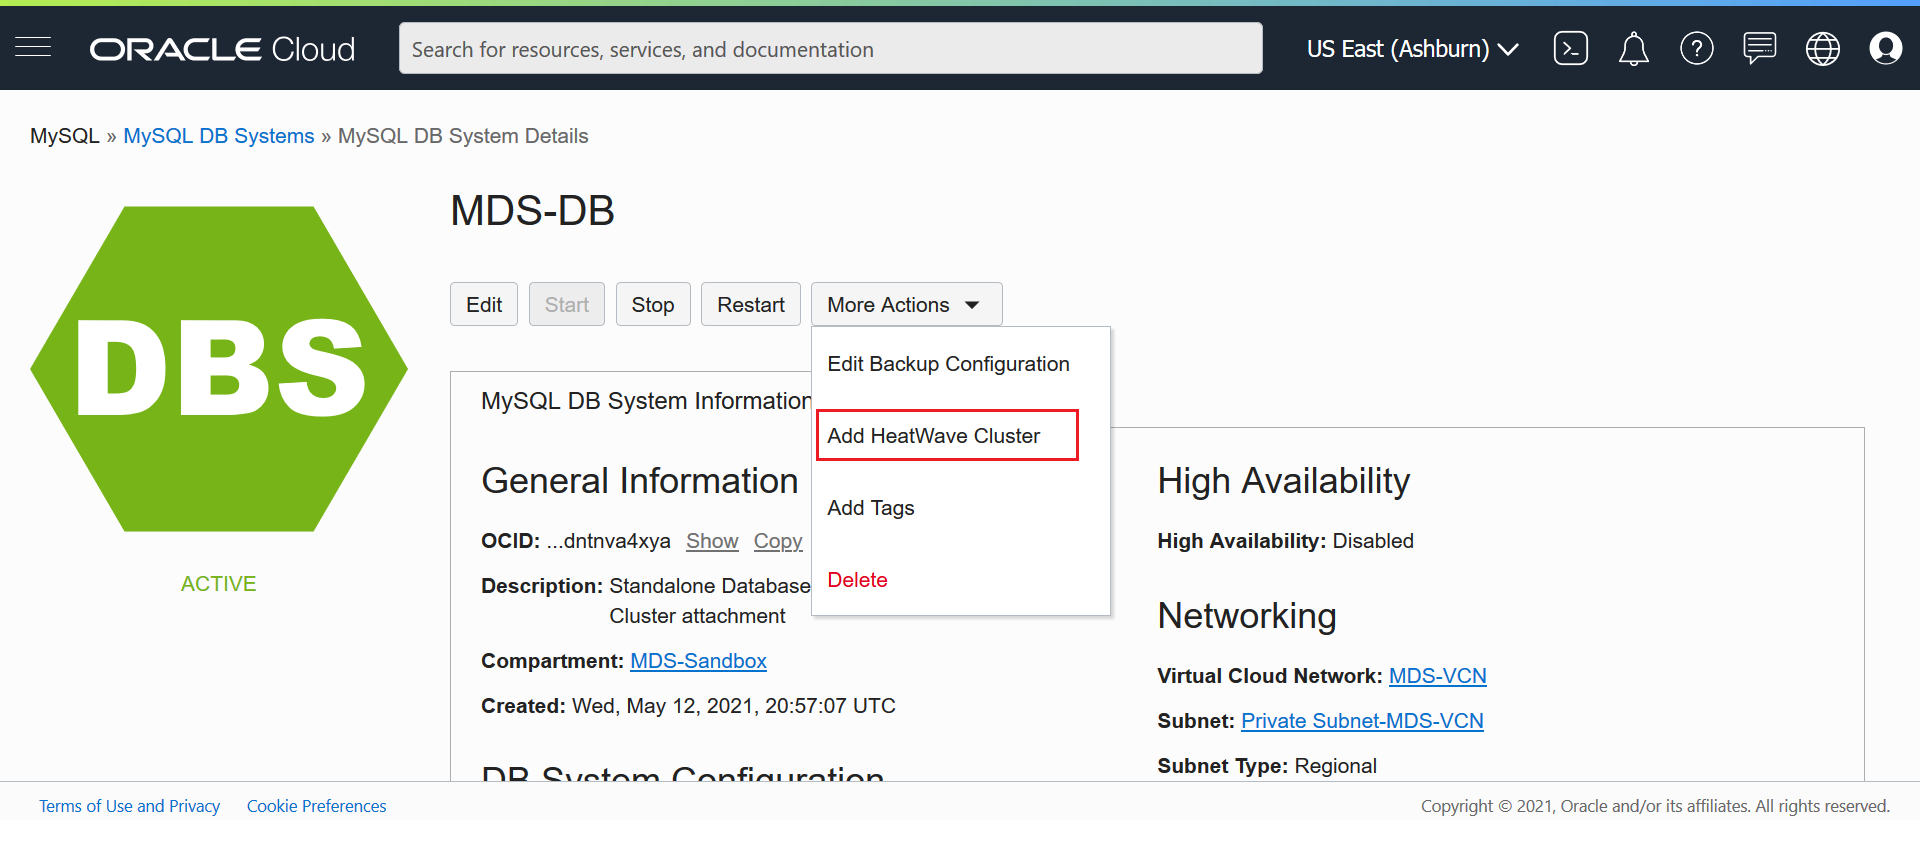 ORACLE Cloud
Search for resources, services, and documentation
US East (Ashburn)
MySQL » MySQL DB Systems » MySQL DB System Details
DBS
ACTIVE
MDS-DB
Edit
Start
Stop
Restart
More Actions
Edit Backup Configuration
Add HeatWave Cluster
Add Tags
Delete
MySQL DB System Information
General Information
OCID: ...dntnva4xya Show Copy
Description: Standalone Database
Cluster attachment
Compartment: MDS-Sandbox
Created: Wed, May 12, 2021, 20:57:07 UTC
DB System Configuration
High Availability
High Availability: Disabled
Networking
Virtual Cloud Network: MDS-VCN
Subnet: Private Subnet-MDS-VCN
Subnet Type: Regional
Terms of Use and Privacy
Cookie Preferences
Copyright © 2021, Oracle and/or its affiliates. All rights reserved.